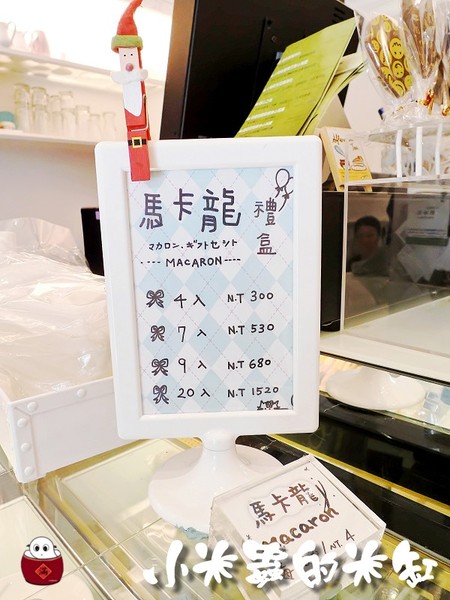 馬卡龍 禮盒
マカロン.ギフトセット
MACARON
4入 N.T 300
7入 N.T 530
9入 N.T 680
20入 N.T 1520
馬卡龍
Macaron
小米蟲的米缸